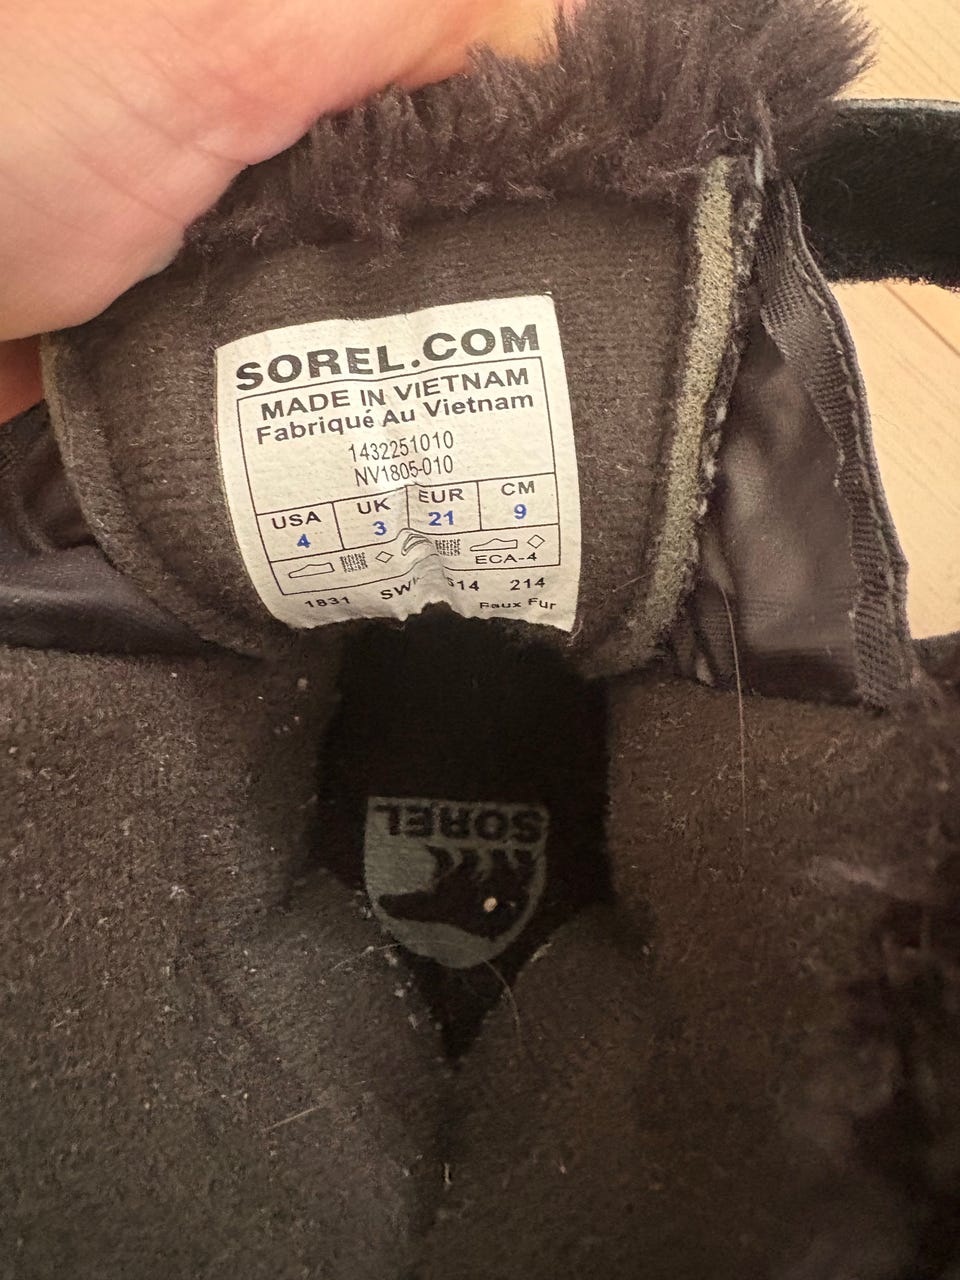 SOREL.COM
MADE IN VIETNAM
Fabriqué Au Vietnam
1432251010
NV1805-010
USA UK EUR CM
4 3 21 9
ECA-4
1831 214
Faux Fur
SOREL